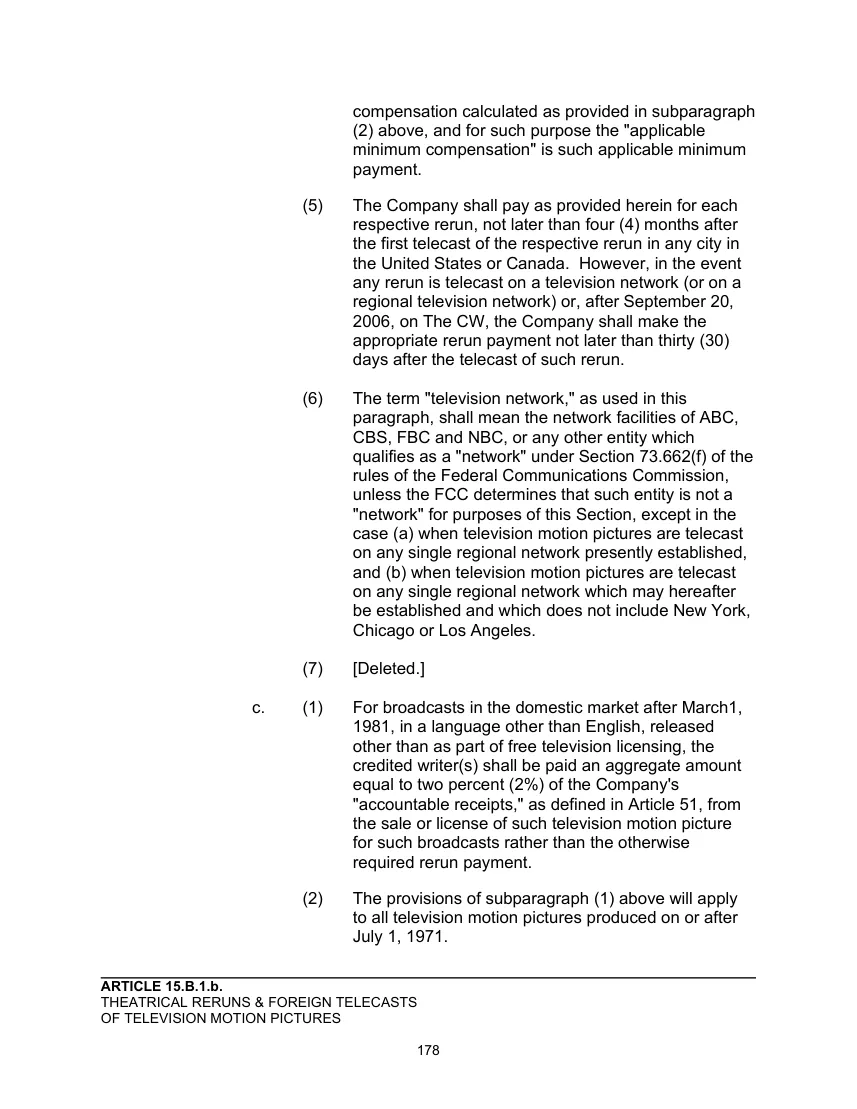 compensation calculated as provided in subparagraph
(2) above, and for such purpose the "applicable
minimum compensation" is such applicable minimum
payment.
(5) The Company shall pay as provided herein for each
respective rerun, not later than four (4) months after
the first telecast of the respective rerun in any city in
the United States or Canada. However, in the event
any rerun is telecast on a television network (or on a
regional television network) or, after September 20,
2006, on The CW, the Company shall make the
appropriate rerun payment not later than thirty (30)
days after the telecast of such rerun.
(6) The term "television network," as used in this
paragraph, shall mean the network facilities of ABC,
CBS, FBC and NBC, or any other entity which
qualifies as a "network" under Section 73.662(f) of the
rules of the Federal Communications Commission,
unless the FCC determines that such entity is not a
"network" for purposes of this Section, except in the
case (a) when television motion pictures are telecast
on any single regional network presently established,
and (b) when television motion pictures are telecast
on any single regional network which may hereafter
be established and which does not include New York,
Chicago or Los Angeles.
(7) [Deleted.]
c. (1) For broadcasts in the domestic market after March1,
1981, in a language other than English, released
other than as part of free television licensing, the
credited writer(s) shall be paid an aggregate amount
equal to two percent (2%) of the Company's
"accountable receipts," as defined in Article 51, from
the sale or license of such television motion picture
for such broadcasts rather than the otherwise
required rerun payment.
(2) The provisions of subparagraph (1) above will apply
to all television motion pictures produced on or after
July 1, 1971.
ARTICLE 15.B.1.b.
THEATRICAL RERUNS & FOREIGN TELECASTS
OF TELEVISION MOTION PICTURES
178